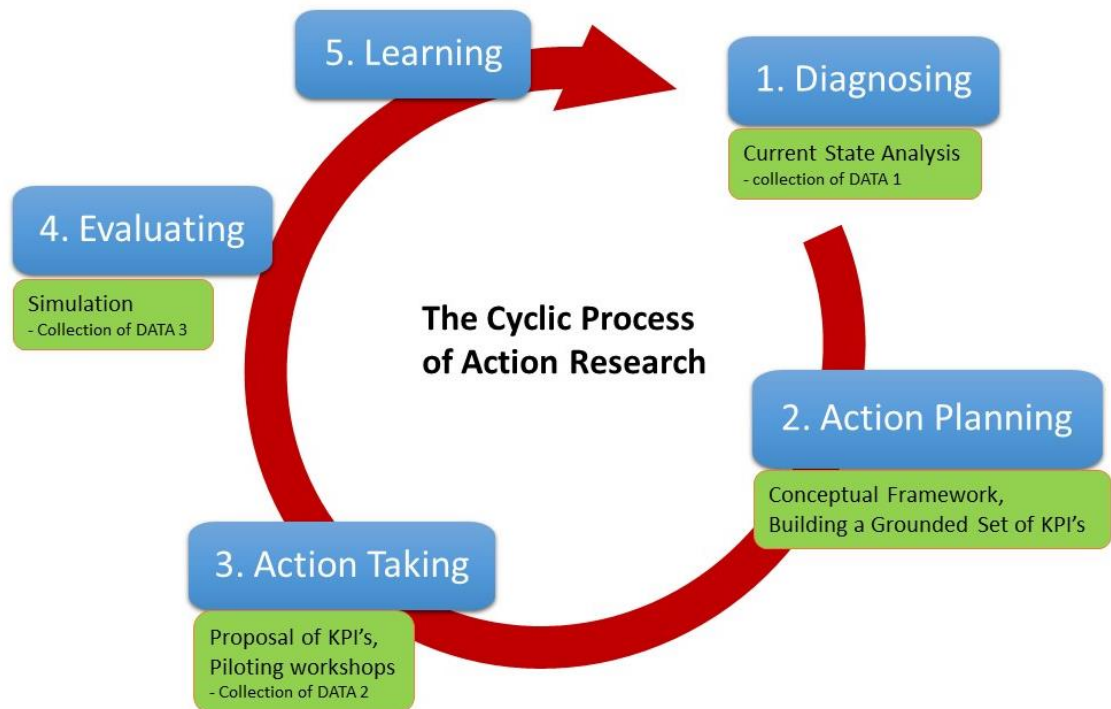 The Cyclic Process
of Action Research
1. Diagnosing
Current State Analysis
- collection of DATA 1
2. Action Planning
Conceptual Framework,
Building a Grounded Set of KPI's
3. Action Taking
Proposal of KPI's,
Piloting workshops
- Collection of DATA 2
4. Evaluating
Simulation
- Collection of DATA 3
5. Learning